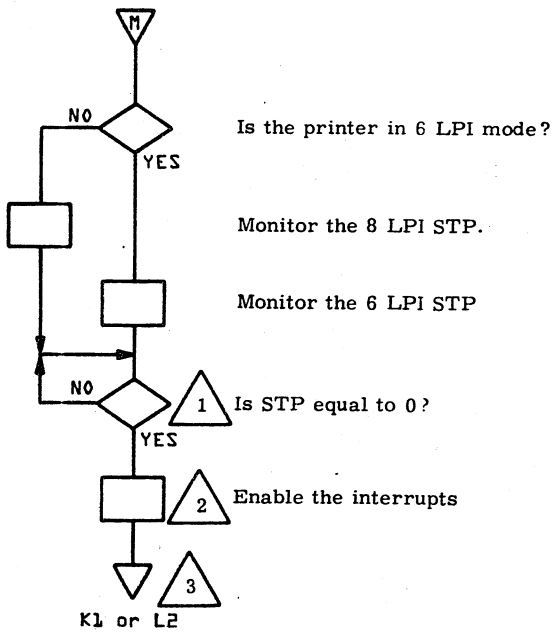 M
NO
Is the printer in 6 LPI mode?
YES
Monitor the 8 LPI STP.
Monitor the 6 LPI STP
NO
1
Is STP equal to 0?
YES
2
Enable the interrupts
3
K1 or L2